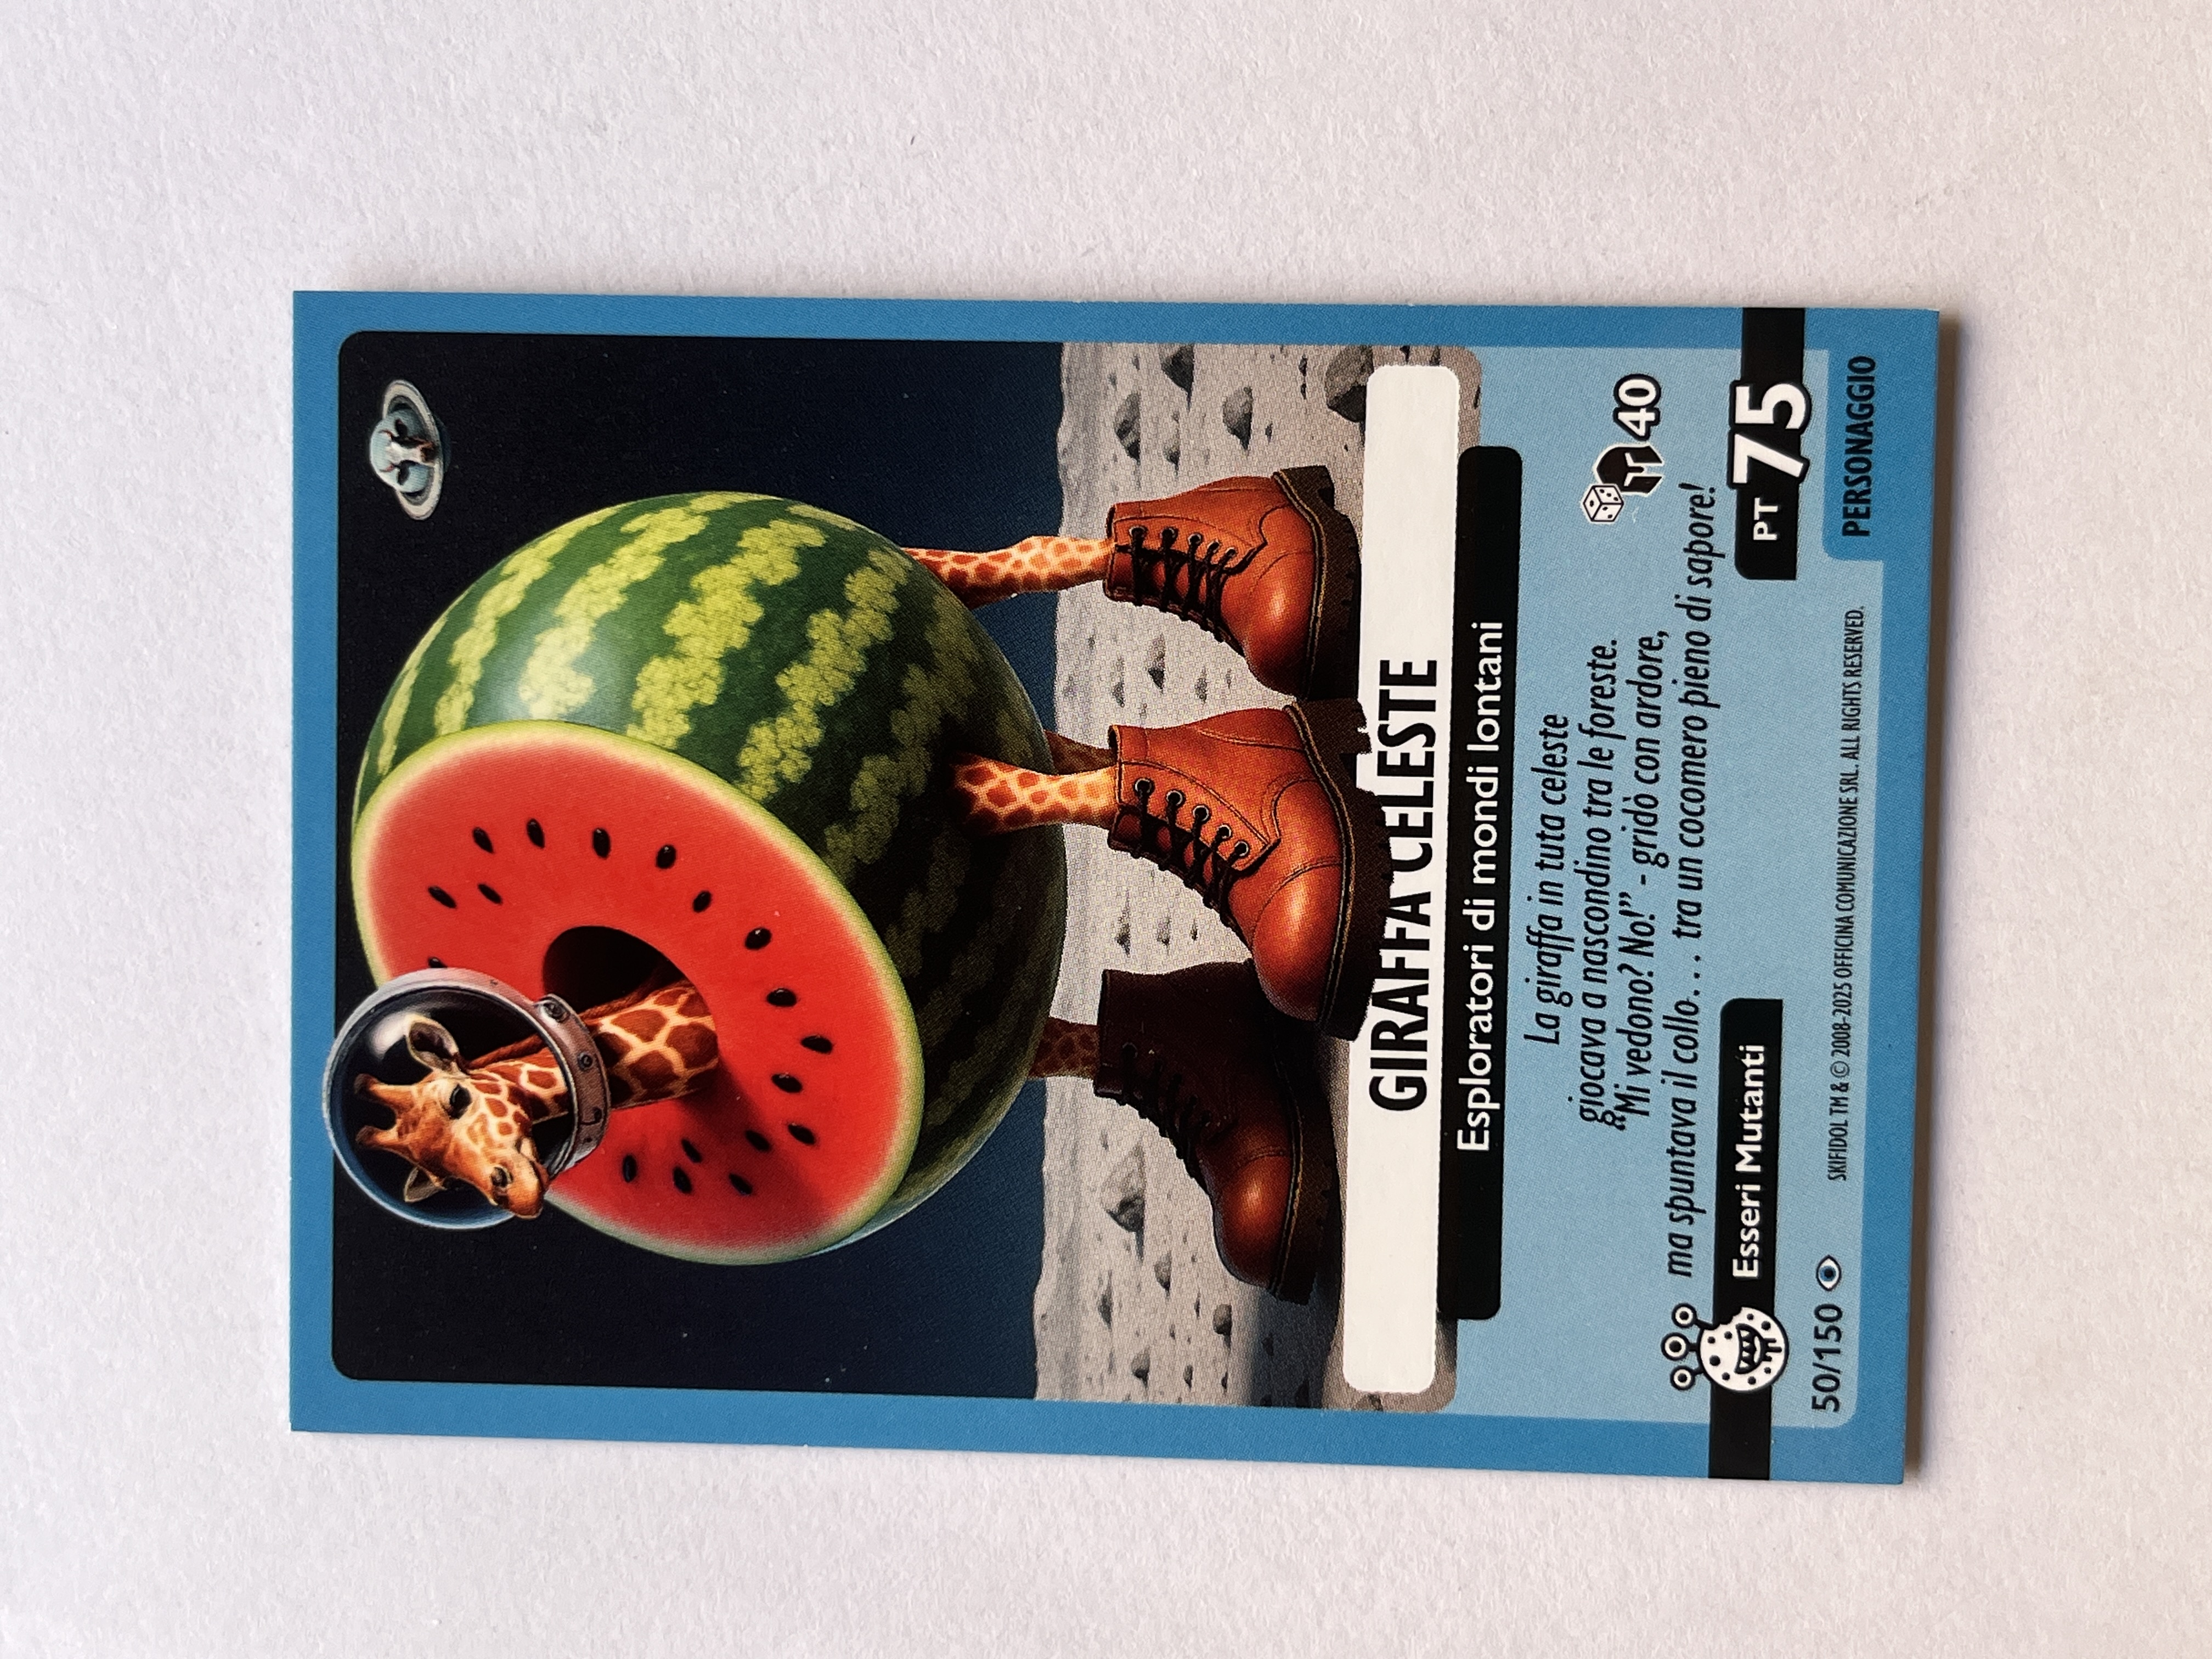 GIRAFFA CELESTE
Esploratori di mondi lontani
40
La giraffa in tuta celeste
giocava a nascondino tra le foreste.
“Mi vedono? No!” - gridò con ardore,
ma spuntava il collo… tra un cocomero pieno di sapore!
Esseri Mutanti
PT 75
50/150
SKIFIDOL TM & © 2008-2025 OFFICINA COMUNICAZIONE SRL. ALL RIGHTS RESERVED.
PERSONAGGIO